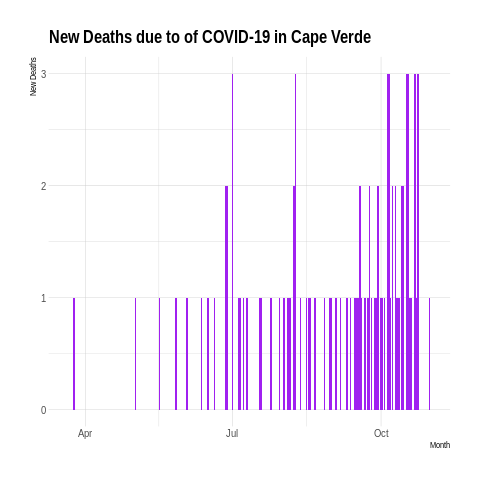 New Deaths due to of COVID-19 in Cape Verde
New Deaths
3
2
1
0
Apr
Jul
Oct
Month